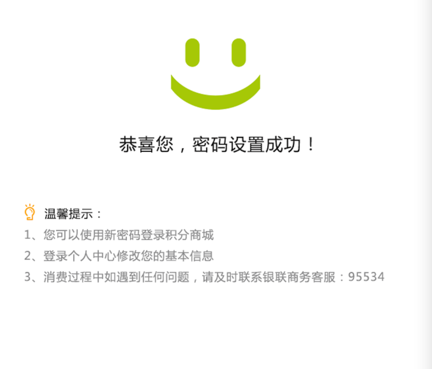 恭喜您，密码设置成功！
温馨提示：
1、您可以使用新密码登录积分商城
2、登录个人中心修改您的基本信息
3、消费过程中如遇到任何问题，请及时联系银联商务客服：95534